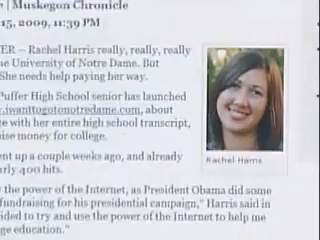 | Muskegon Chronicle
15, 2009, 11:39 PM
ER – Rachel Harris really, really, really
University of Notre Dame. But
She needs help paying her way.
Puffer High School senior has launched
.iwanttogotonotredame.com, about
te with her entire high school transcript,
aise money for college.
ent up a couple weeks ago, and already
arly 400 hits.
the power of the Internet, as President Obama did some
fundraising for his presidential campaign," Harris said in
ided to try and use the power of the Internet to help me
ge education."
Rachel Harris